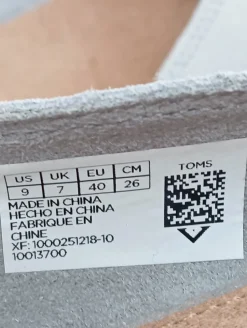 US UK EU CM
9 7 40 26
TOMS
MADE IN CHINA
HECHO EN CHINA
FABRIQUE EN
CHINE
XF: 1000251218-10
10013700